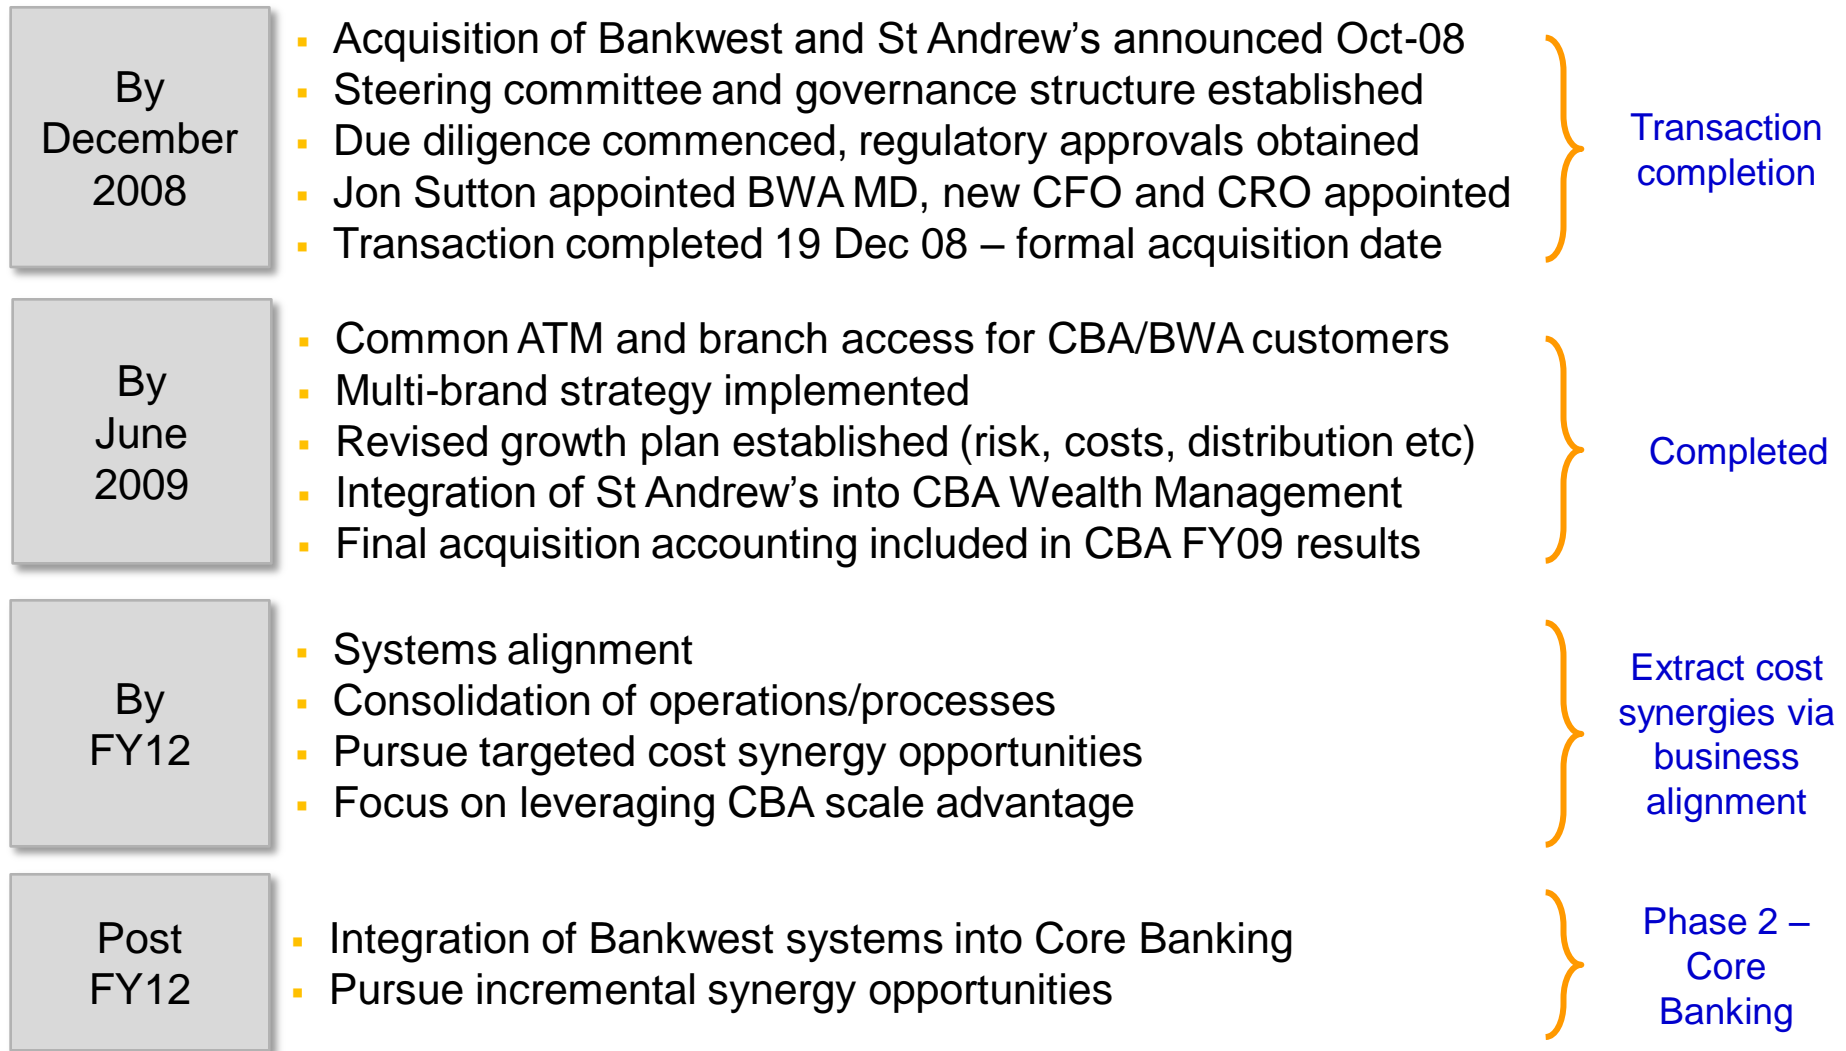 By
December
2008
▪ Acquisition of Bankwest and St Andrew’s announced Oct-08
▪ Steering committee and governance structure established
▪ Due diligence commenced, regulatory approvals obtained
▪ Jon Sutton appointed BWA MD, new CFO and CRO appointed
▪ Transaction completed 19 Dec 08 – formal acquisition date
Transaction
completion
By
June
2009
▪ Common ATM and branch access for CBA/BWA customers
▪ Multi-brand strategy implemented
▪ Revised growth plan established (risk, costs, distribution etc)
▪ Integration of St Andrew’s into CBA Wealth Management
▪ Final acquisition accounting included in CBA FY09 results
Completed
By
FY12
▪ Systems alignment
▪ Consolidation of operations/processes
▪ Pursue targeted cost synergy opportunities
▪ Focus on leveraging CBA scale advantage
Extract cost
synergies via
business
alignment
Post
FY12
▪ Integration of Bankwest systems into Core Banking
▪ Pursue incremental synergy opportunities
Phase 2 –
Core
Banking